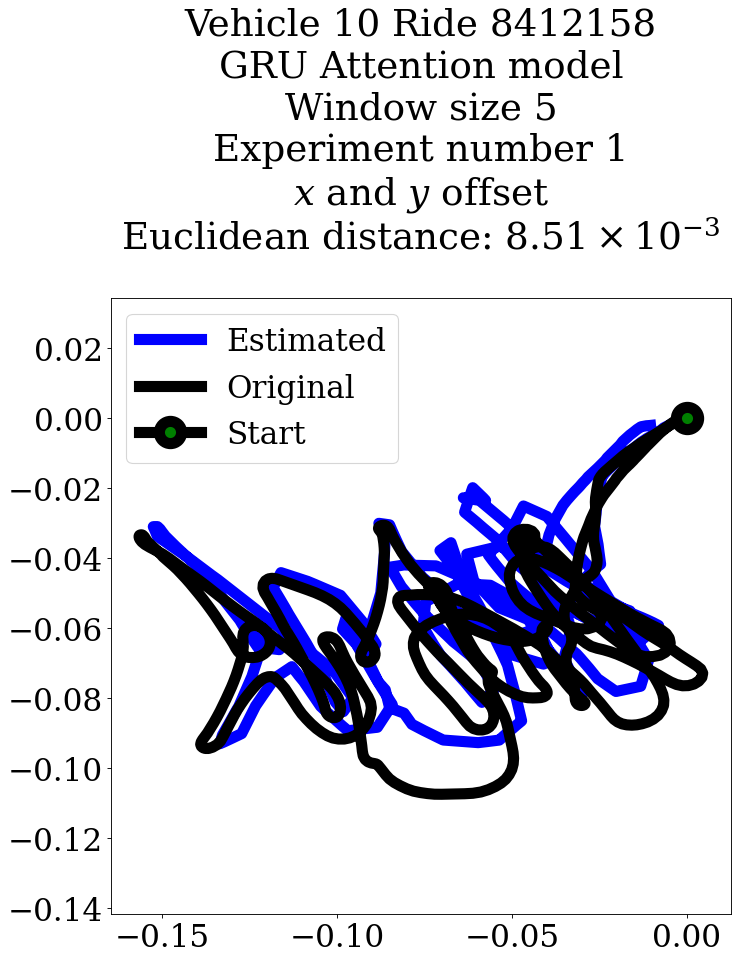 Vehicle 10 Ride 8412158
GRU Attention model
Window size 5
Experiment number 1
x and y offset
Euclidean distance: 8.51 × 10⁻³
Estimated
Original
Start
0.02
0.00
−0.02
−0.04
−0.06
−0.08
−0.10
−0.12
−0.14
−0.15 −0.10 −0.05 0.00